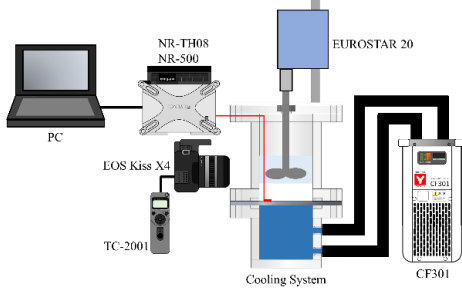 NR-TH08
NR-500
EUROSTAR 20
PC
EOS Kiss X4
TC-2001
CF301
Cooling System
CF301